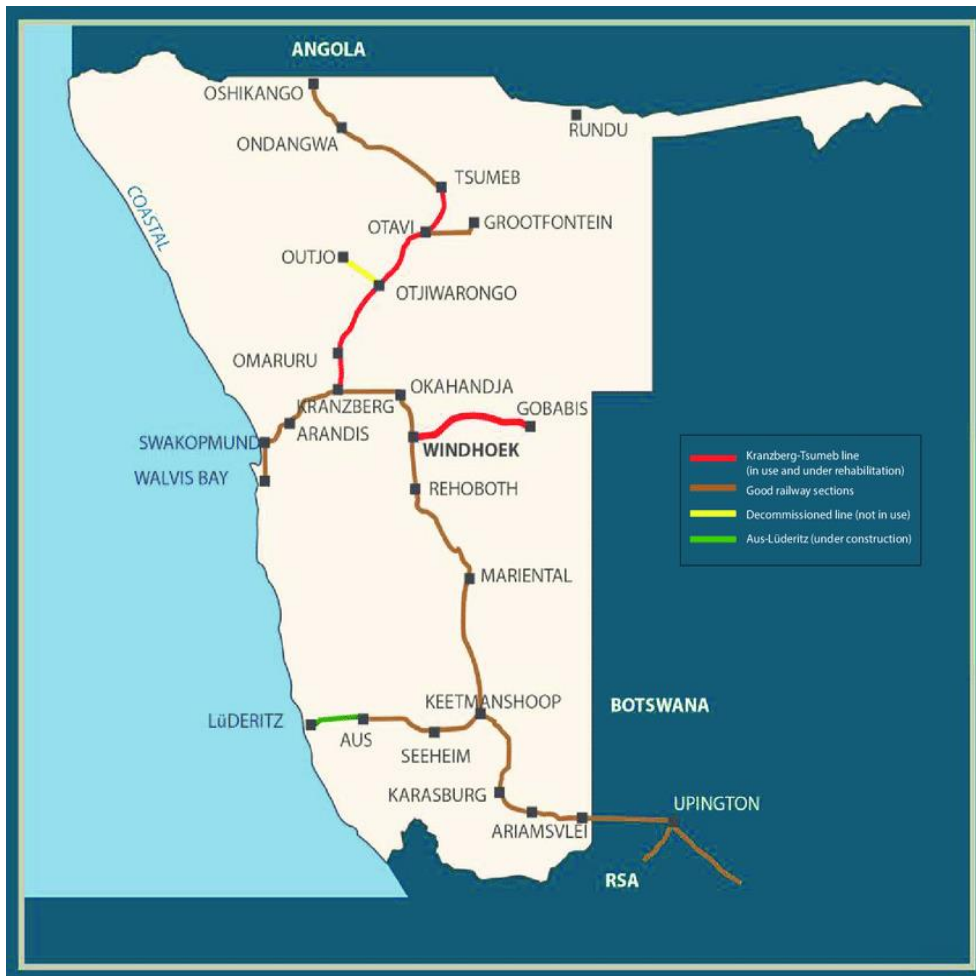 ANGOLA
OSHIKANGO
RUNDU
ONDANGWA
TSUMEB
COASTAL
OTAVI
GROOTFONTEIN
OUTJO
OTJIWARONGO
OMARURU
OKAHANDJA
KRANZBERG
GOBABIS
ARANDIS
SWAKOPMUND
WINDHOEK
WALVIS BAY
REHOBOTH
Kranzberg-Tsumeb line
(in use and under rehabilitation)
Good railway sections
Decommissioned line (not in use)
Aus-Lüderitz (under construction)
MARIENTAL
KEETMANSHOOP
BOTSWANA
LüDERITZ
AUS
SEEHEIM
KARASBURG
UPINGTON
ARIAMSVLEI
RSA